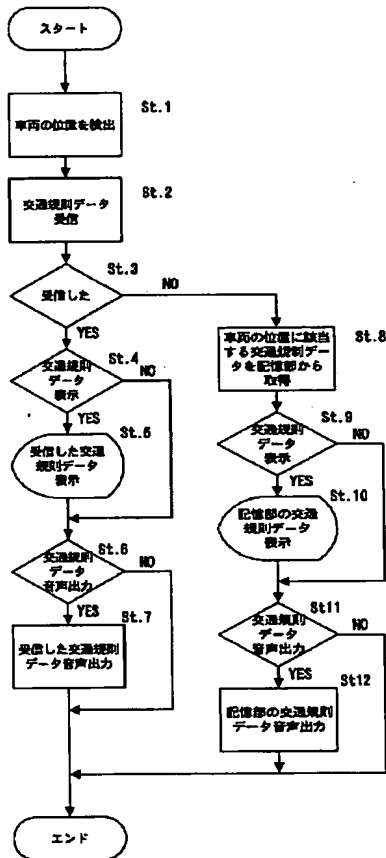 スタート
St.1
車両の位置を検出
St.2
交通規則データ
受信
St.3
受信した
NO
YES
St.4
交通規則
データ
表示
NO
YES
St.5
受信した交通
規則データ
表示
St.6
交通規則
データ
音声出力
NO
YES
St.7
受信した交通規則
データ音声出力
St.8
車両の位置に該当
する交通規制データ
を記憶部から
取得
St.9
交通規則
データ
表示
NO
YES
St.10
記憶部の交通
規則データ
表示
St11
交通規則
データ
音声出力
NO
YES
St12
記憶部の交通規則
データ音声出力
エンド